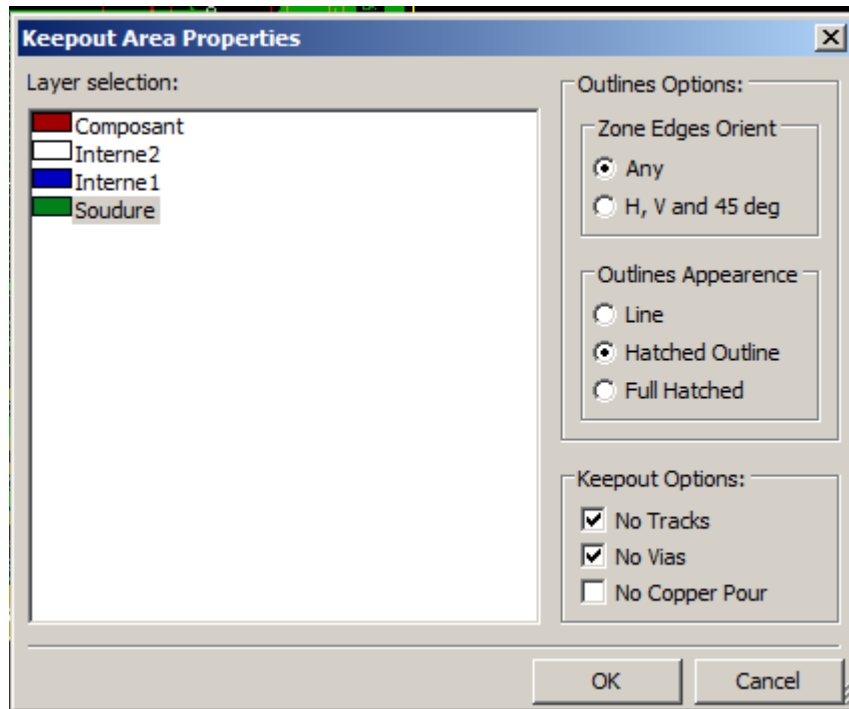 Keepout Area Properties
Layer selection:
Composant
Interne2
Interne1
Soudure
Outlines Options:
Zone Edges Orient
Any
H, V and 45 deg
Outlines Appearence
Line
Hatched Outline
Full Hatched
Keepout Options:
No Tracks
No Vias
No Copper Pour
OK
Cancel